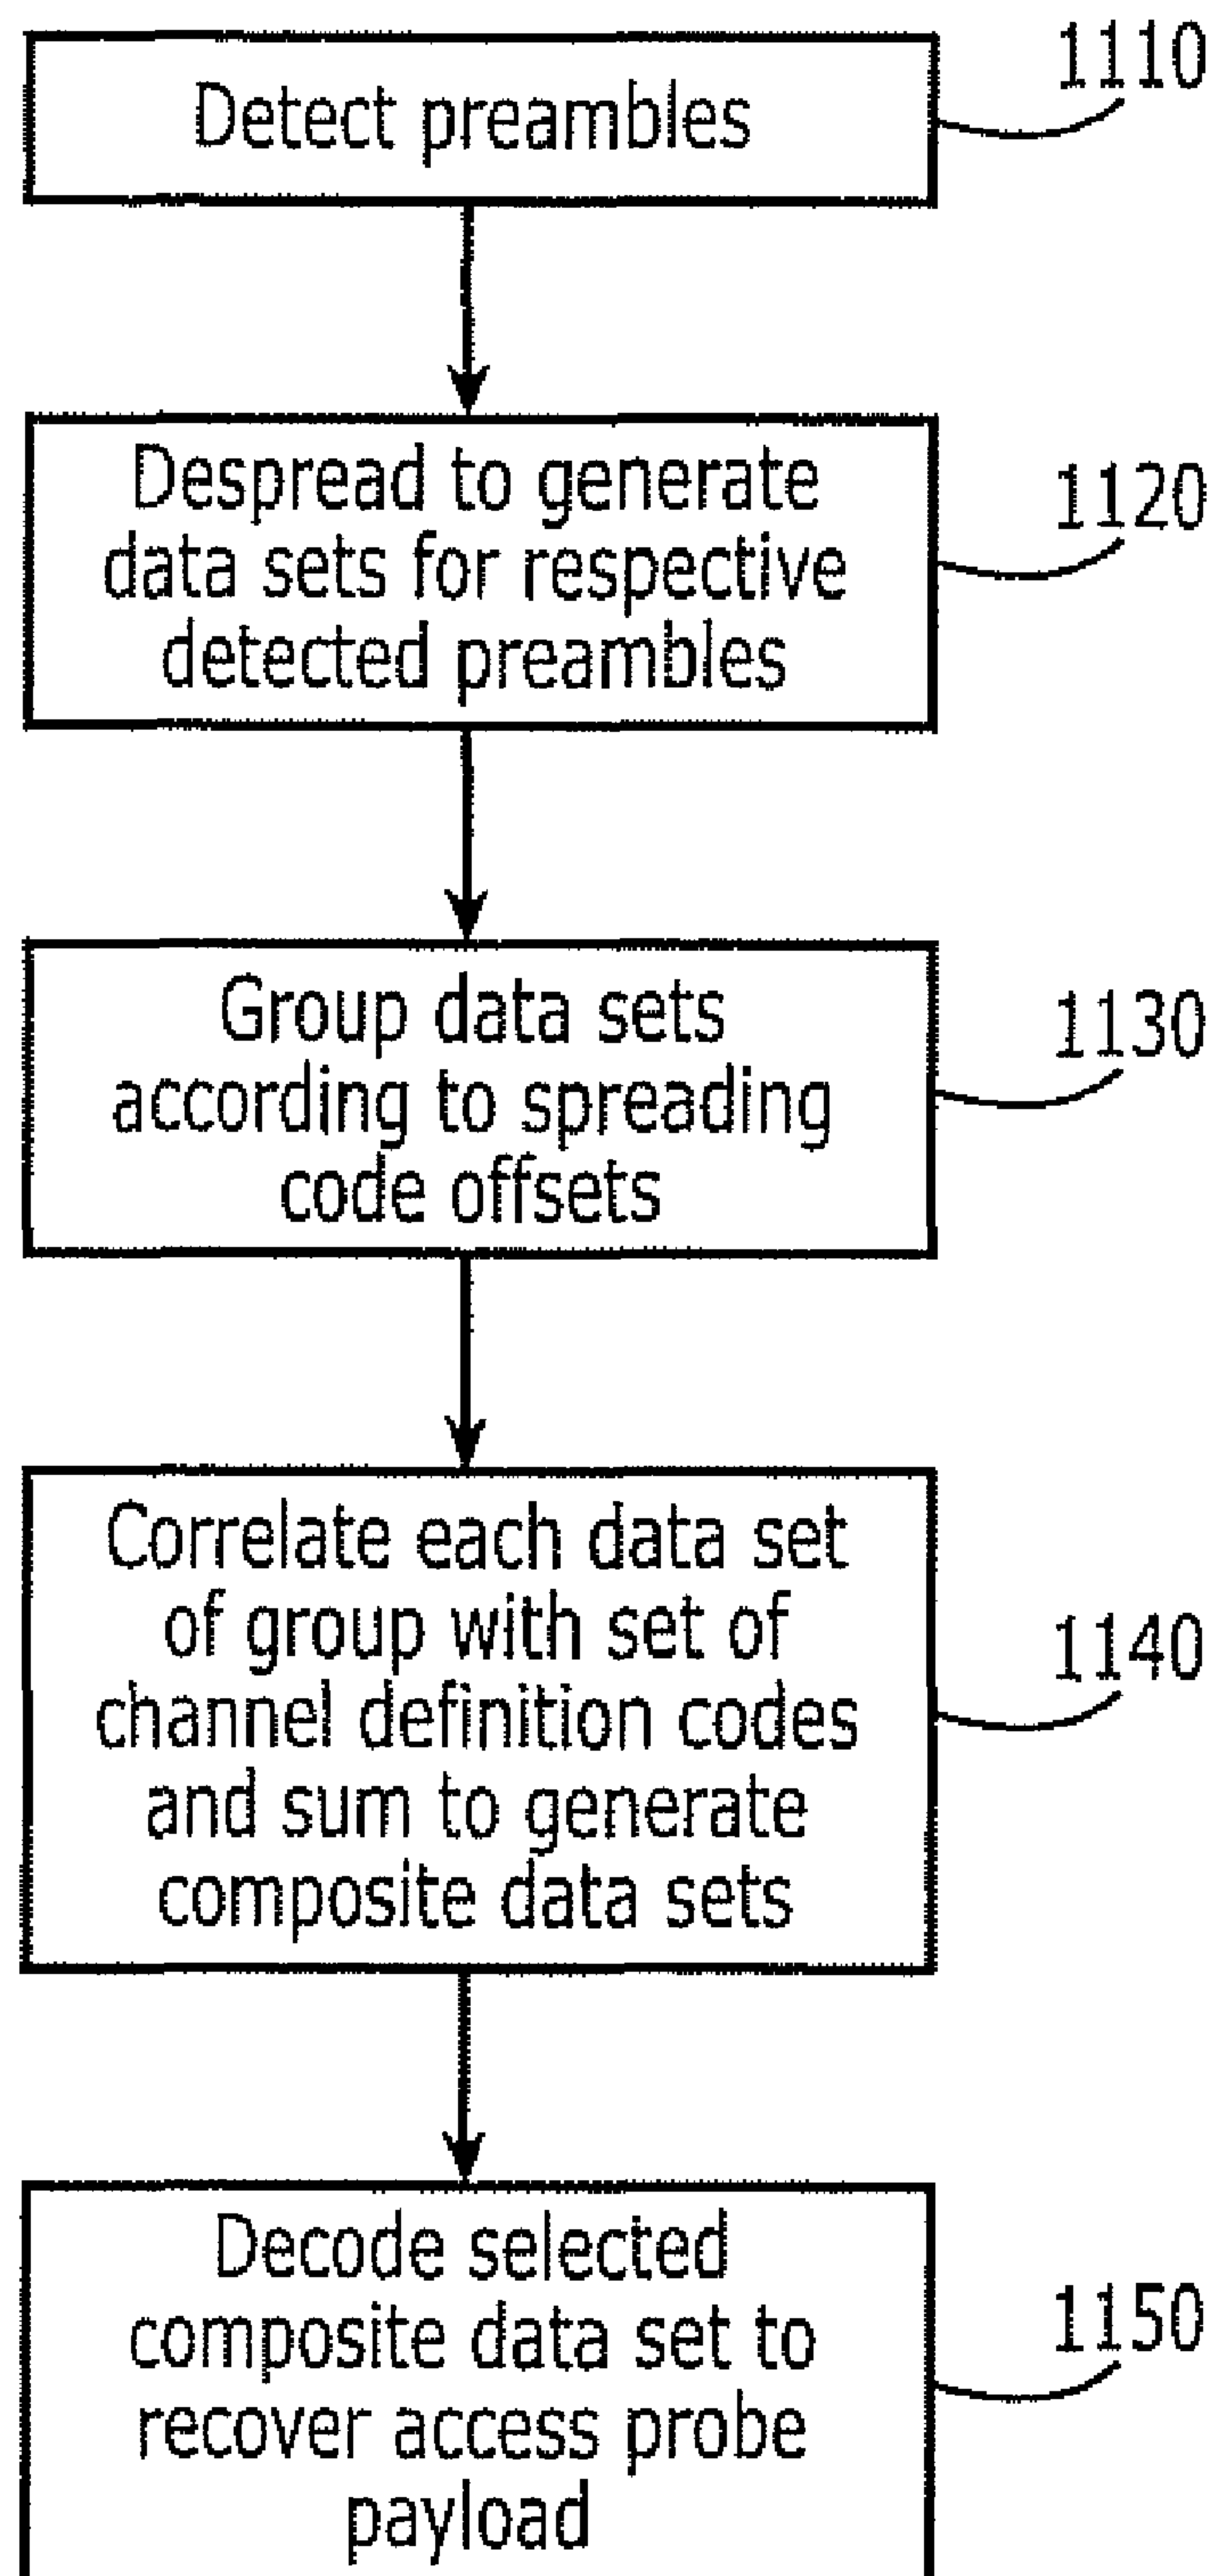 Detect preambles
1110
Despread to generate
data sets for respective
detected preambles
1120
Group data sets
according to spreading
code offsets
1130
Correlate each data set
of group with set of
channel definition codes
and sum to generate
composite data sets
1140
Decode selected
composite data set to
recover access probe
payload
1150